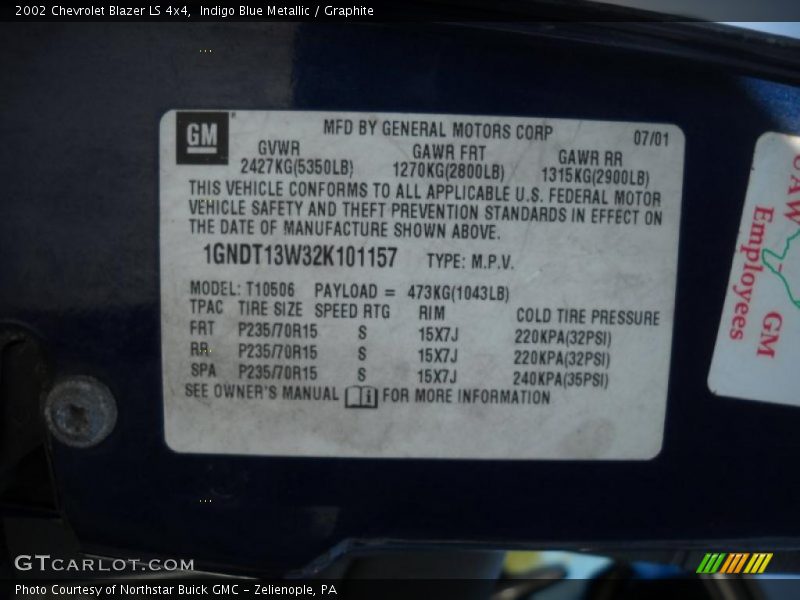 2002 Chevrolet Blazer LS 4x4, Indigo Blue Metallic / Graphite
GM
MFD BY GENERAL MOTORS CORP 07/01
GVWR GAWR FRT GAWR RR
2427KG(5350LB) 1270KG(2800LB) 1315KG(2900LB)
THIS VEHICLE CONFORMS TO ALL APPLICABLE U.S. FEDERAL MOTOR
VEHICLE SAFETY AND THEFT PREVENTION STANDARDS IN EFFECT ON
THE DATE OF MANUFACTURE SHOWN ABOVE.
1GNDT13W32K101157 TYPE: M.P.V.
MODEL: T10506 PAYLOAD = 473KG(1043LB)
TPAC TIRE SIZE SPEED RTG RIM COLD TIRE PRESSURE
FRT P235/70R15 S 15X7J 220KPA(32PSI)
RR P235/70R15 S 15X7J 220KPA(32PSI)
SPA P235/70R15 S 15X7J 240KPA(35PSI)
SEE OWNER'S MANUAL FOR MORE INFORMATION
UAW
GM
Employees
GTCARLOT.COM
Photo Courtesy of Northstar Buick GMC - Zelienople, PA